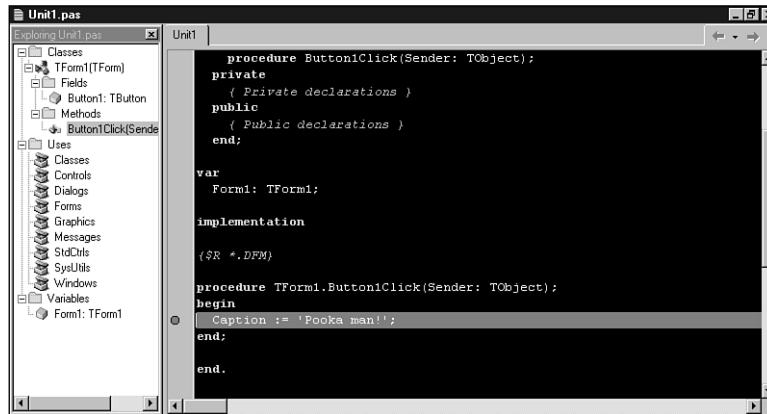 Unit1.pas
Exploring Unit1.pas
Classes
TForm1(TForm)
Fields
Button1: TButton
Methods
Button1Click(Sende
Uses
Classes
Controls
Dialogs
Forms
Graphics
Messages
StdCtrls
SysUtils
Windows
Variables
Form1: TForm1
Unit1
procedure Button1Click(Sender: TObject);
private
{ Private declarations }
public
{ Public declarations }
end;
var
Form1: TForm1;
implementation
{$R *.DFM}
procedure TForm1.Button1Click(Sender: TObject);
begin
Caption := 'Pooka man!';
end;
end.